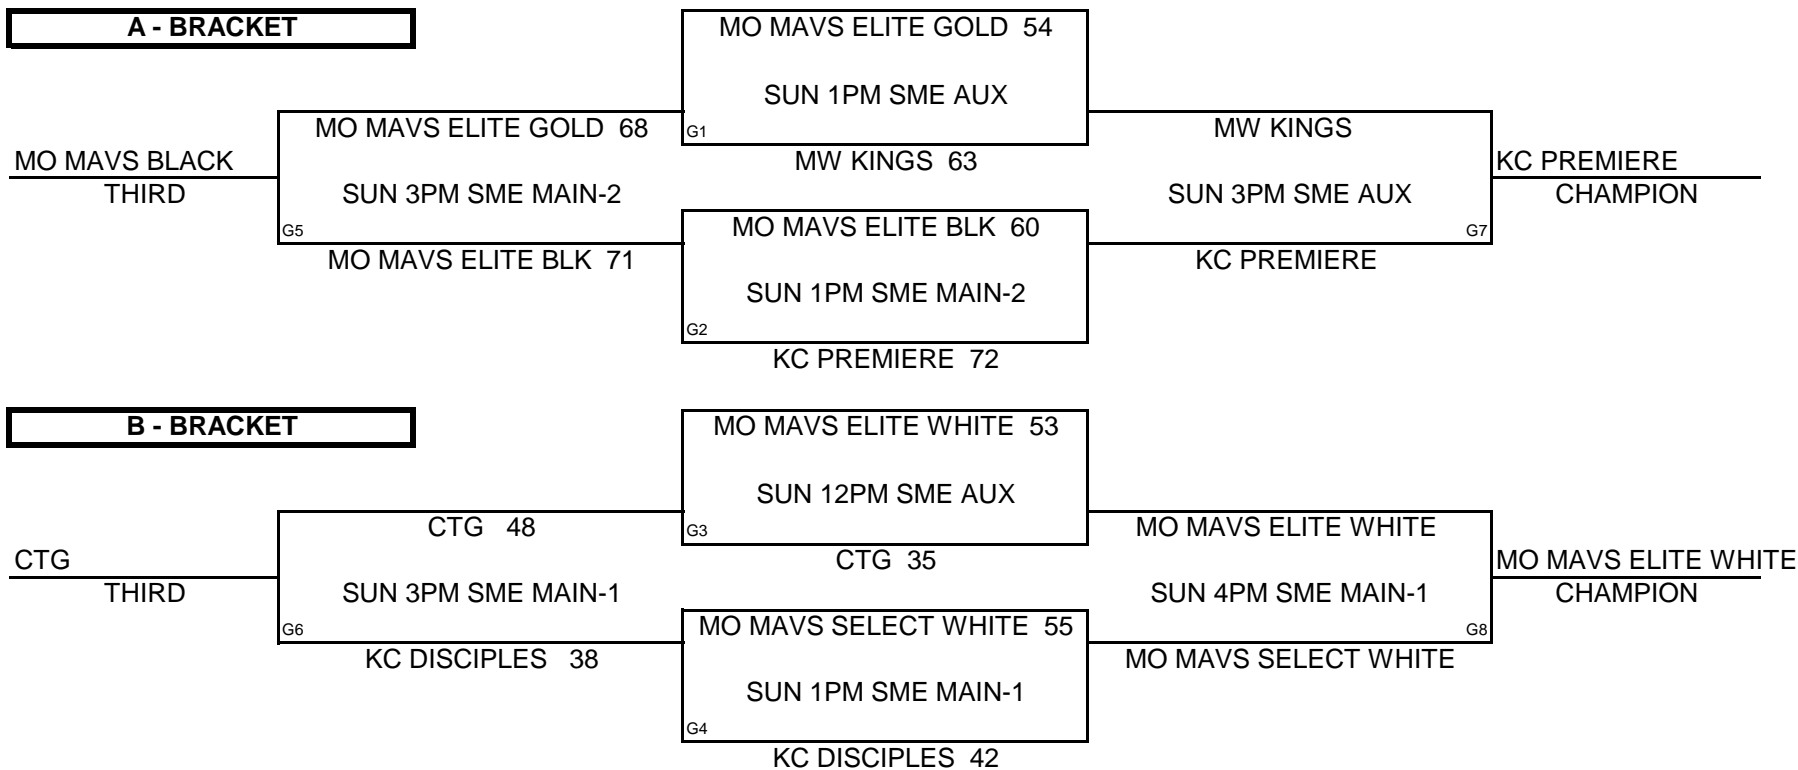 A - BRACKET
MO MAVS ELITE GOLD 54
SUN 1PM SME AUX
G1
MW KINGS 63
MO MAVS ELITE GOLD 68
SUN 3PM SME MAIN-2
G5
MO MAVS ELITE BLK 71
MO MAVS BLACK
THIRD
MO MAVS ELITE BLK 60
SUN 1PM SME MAIN-2
G2
KC PREMIERE 72
MW KINGS
SUN 3PM SME AUX
G7
KC PREMIERE
KC PREMIERE
CHAMPION
B - BRACKET
MO MAVS ELITE WHITE 53
SUN 12PM SME AUX
G3
CTG 35
CTG 48
SUN 3PM SME MAIN-1
G6
KC DISCIPLES 38
CTG
THIRD
MO MAVS SELECT WHITE 55
SUN 1PM SME MAIN-1
G4
KC DISCIPLES 42
MO MAVS ELITE WHITE
SUN 4PM SME MAIN-1
G8
MO MAVS SELECT WHITE
MO MAVS ELITE WHITE
CHAMPION